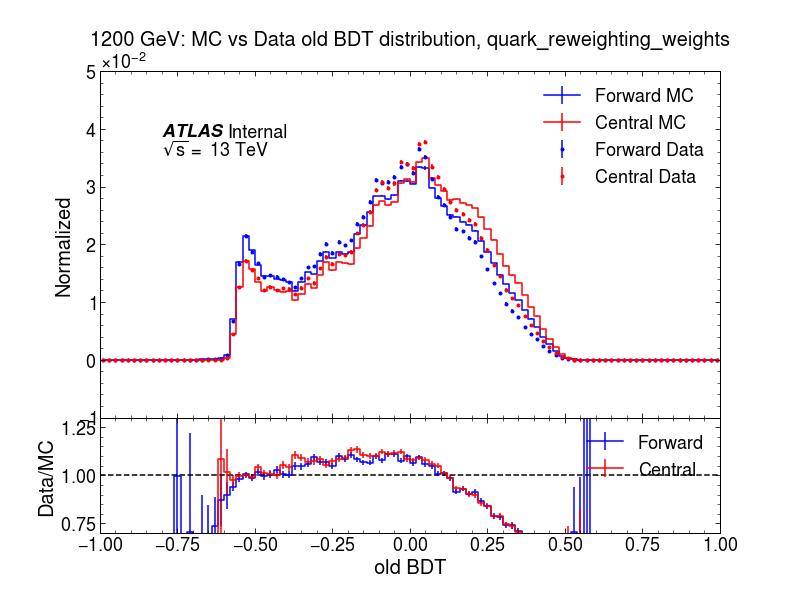 1200 GeV: MC vs Data old BDT distribution, quark_reweighting_weights
×10⁻²
5
4
3
2
1
0
−1
Normalized
ATLAS Internal
√s = 13 TeV
Forward MC
Central MC
Forward Data
Central Data
1.25
1.00
0.75
Data/MC
Forward
Central
−1.00 −0.75 −0.50 −0.25 0.00 0.25 0.50 0.75 1.00
old BDT